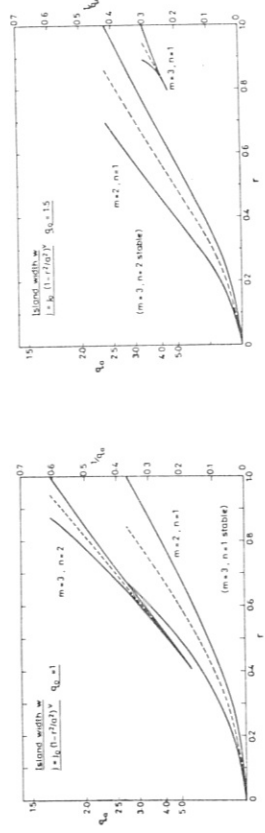 Island width w
j = j₀ (1-r²/a²)^ν
q₀ = 1
m = 3 , n = 2
m = 2 , n = 1
(m = 3 , n = 1 stable)
qₐ
1.5
2.0
2.5
3.0
4.0
5.0
1/qₐ
0.7
0.6
0.5
0.4
0.3
0.2
0.1
0
0
0.2
0.4
0.6
0.8
1
r
Island width w
j = j₀ (1-r²/a²)^ν
q₀ = 1.5
m = 2 , n = 1
(m = 3 , n = 2 stable)
m = 3 , n = 1
qₐ
1.5
2.0
2.5
3.0
4.0
5.0
0.7
0.6
0.5
0.4
0.3
0.2
0.1
0
0
0.2
0.4
0.6
0.8
1.0
r